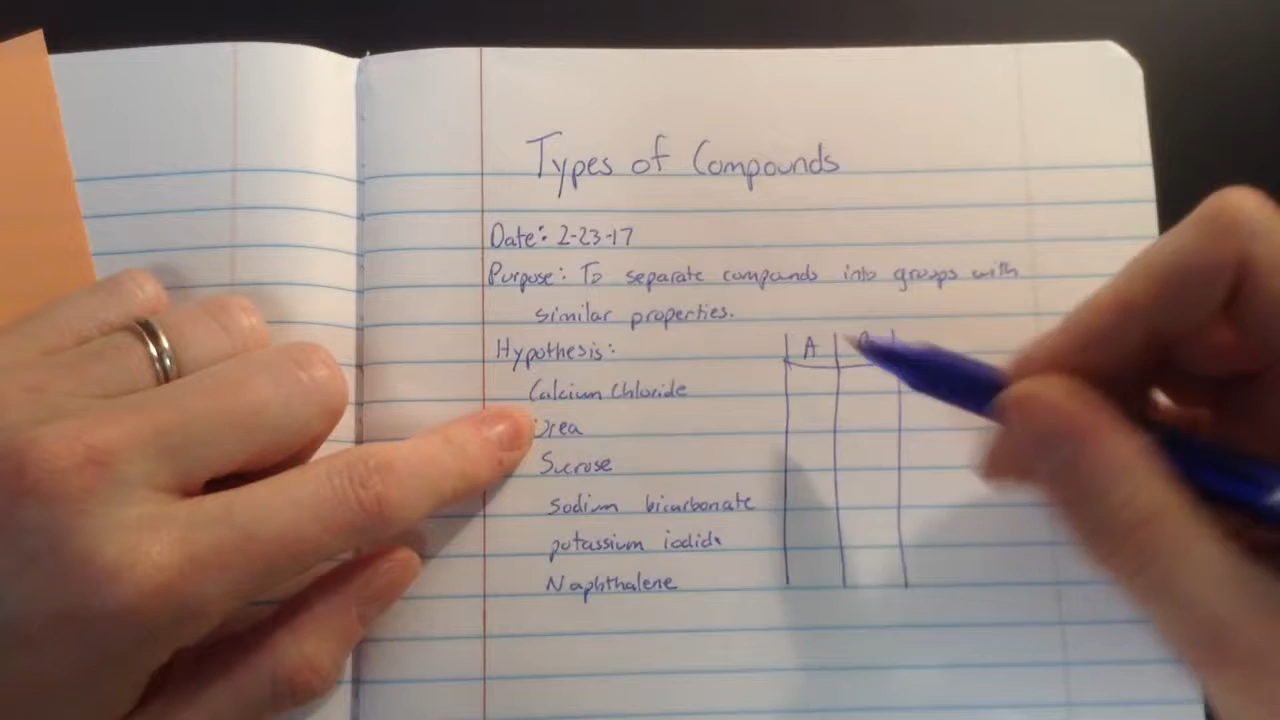 Types of Compounds
Date: 2-23-17
Purpose: To separate compounds into groups with
similar properties.
Hypothesis: A
Calcium Chloride
Urea
Sucrose
sodium bicarbonate
potassium iodide
Naphthalene